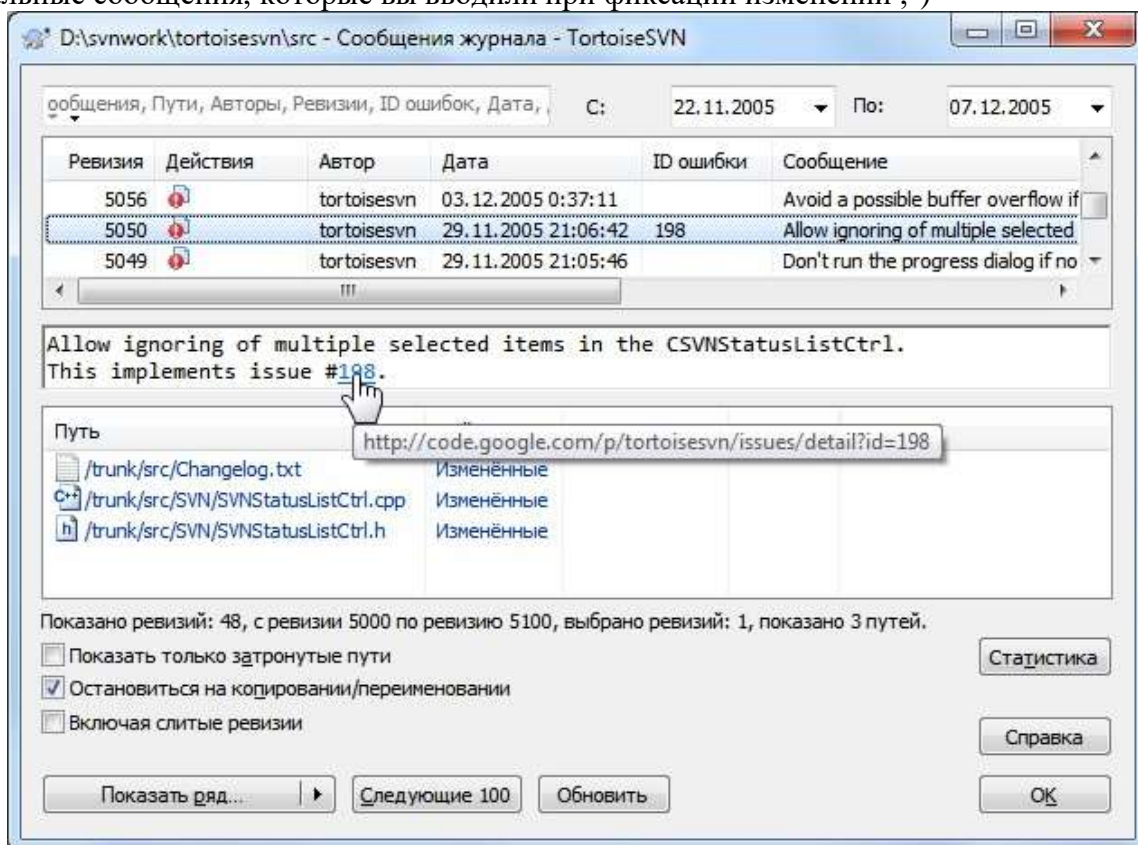 сообщения, которые вы вводили при фиксации изменений ;-)
D:\svnwork\tortoisesvn\src - Сообщения журнала - TortoiseSVN
Пути, Авторы, Ревизии, ID ошибок, Дата, С: 22.11.2005 По: 07.12.2005
Ревизия Действия Автор Дата ID ошибки Сообщение
5056 tortoisesvn 03.12.2005 0:37:11 Avoid a possible buffer overflow if
5050 tortoisesvn 29.11.2005 21:06:42 198 Allow ignoring of multiple selected
5049 tortoisesvn 29.11.2005 21:05:46 Don't run the progress dialog if no
Allow ignoring of multiple selected items in the CSVNStatusListCtrl.
This implements issue #198.
Путь
http://code.google.com/p/tortoisesvn/issues/detail?id=198
/trunk/src/Changelog.txt Изменённые
/trunk/src/SVN/SVNStatusListCtrl.cpp Изменённые
/trunk/src/SVN/SVNStatusListCtrl.h Изменённые
Показано ревизий: 48, с ревизии 5000 по ревизию 5100, выбрано ревизий: 1, показано 3 путей.
Показать только затронутые пути
Статистика
Остановиться на копировании/переименовании
Включая слитые ревизии
Справка
Показать ряд... Следующие 100 Обновить OK